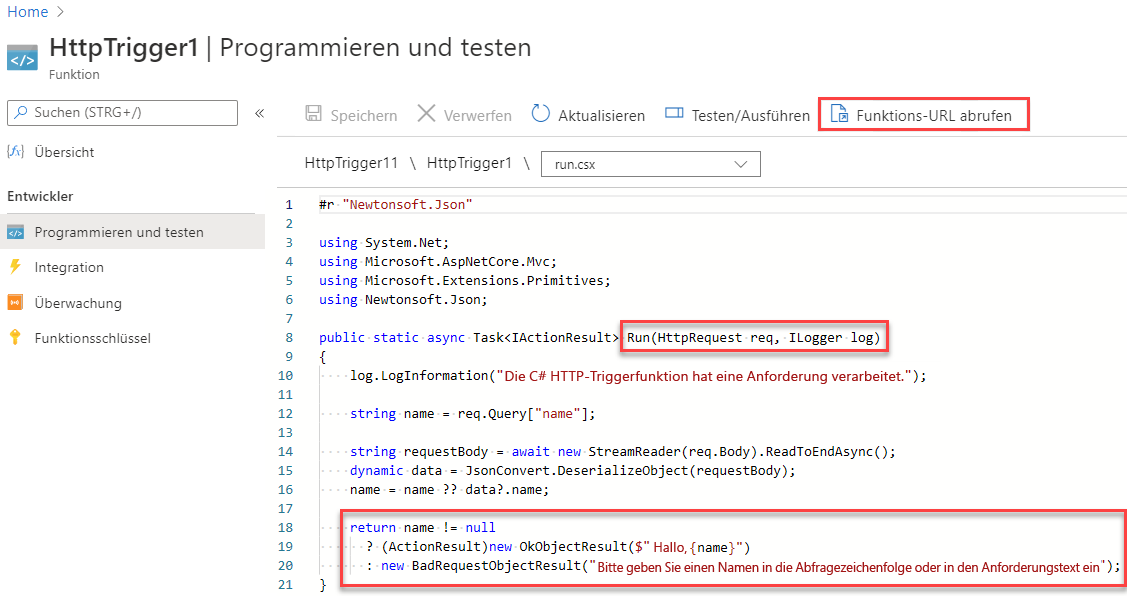 Home >
HttpTrigger1 | Programmieren und testen
Funktion
Suchen (STRG+/)
«
Übersicht
Entwickler
Programmieren und testen
Integration
Überwachung
Funktionsschlüssel
Speichern Verwerfen Aktualisieren Testen/Ausführen Funktions-URL abrufen
HttpTrigger11 \ HttpTrigger1 \ run.csx
1 #r "Newtonsoft.Json"
2
3 using System.Net;
4 using Microsoft.AspNetCore.Mvc;
5 using Microsoft.Extensions.Primitives;
6 using Newtonsoft.Json;
7
8 public static async Task<IActionResult> Run(HttpRequest req, ILogger log)
9 {
10 log.LogInformation("Die C# HTTP-Triggerfunktion hat eine Anforderung verarbeitet.");
11
12 string name = req.Query["name"];
13
14 string requestBody = await new StreamReader(req.Body).ReadToEndAsync();
15 dynamic data = JsonConvert.DeserializeObject(requestBody);
16 name = name ?? data?.name;
17
18 return name != null
19 ? (ActionResult)new OkObjectResult($" Hallo, {name}")
20 : new BadRequestObjectResult("Bitte geben Sie einen Namen in die Abfragezeichenfolge oder in den Anforderungstext ein");
21 }